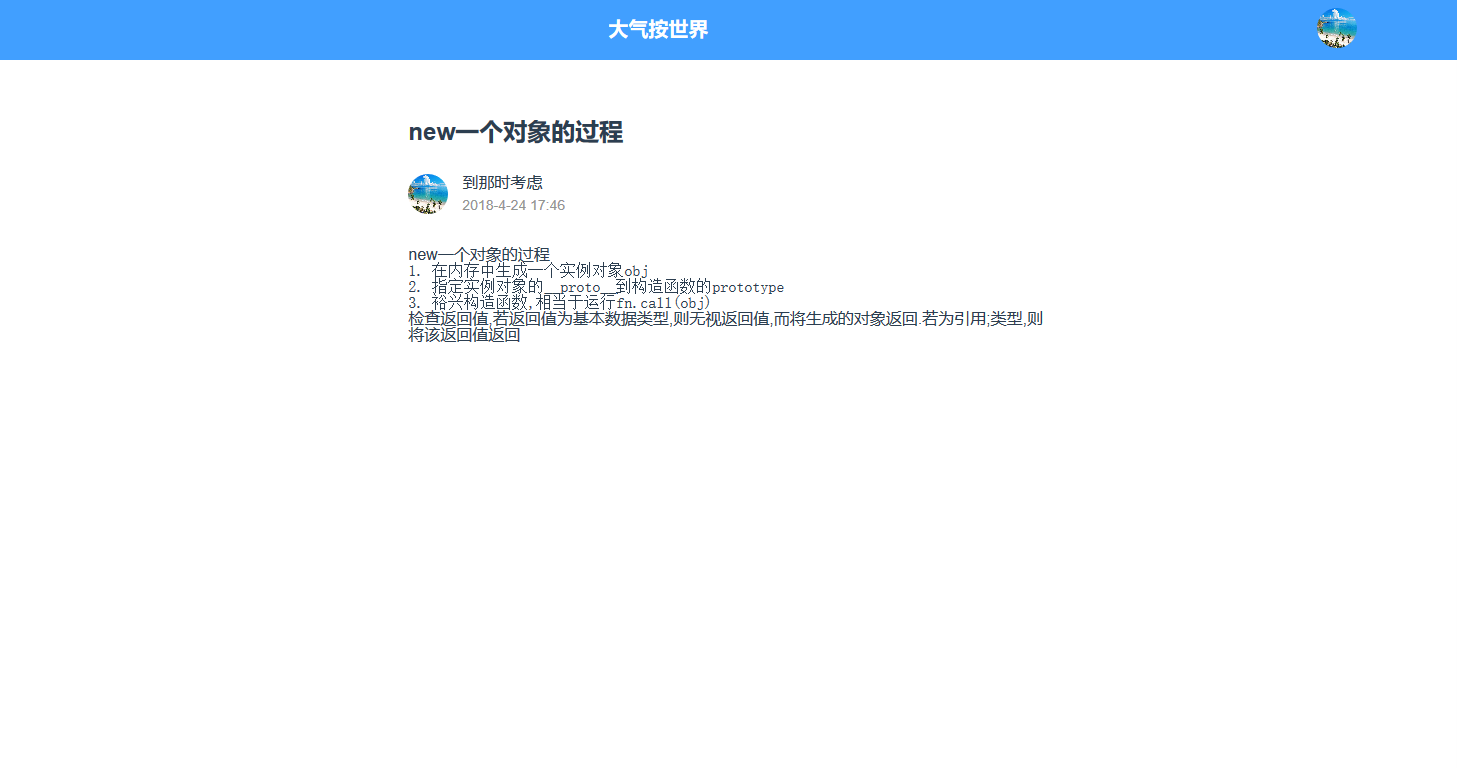 大气按世界
new一个对象的过程
到那时考虑
2018-4-24 17:46
new一个对象的过程
1. 在内存中生成一个实例对象obj
2. 指定实例对象的__proto__到构造函数的prototype
3. 裕兴构造函数,相当于运行fn.call(obj)
检查返回值,若返回值为基本数据类型,则无视返回值,而将生成的对象返回.若为引用;类型,则
将该返回值返回